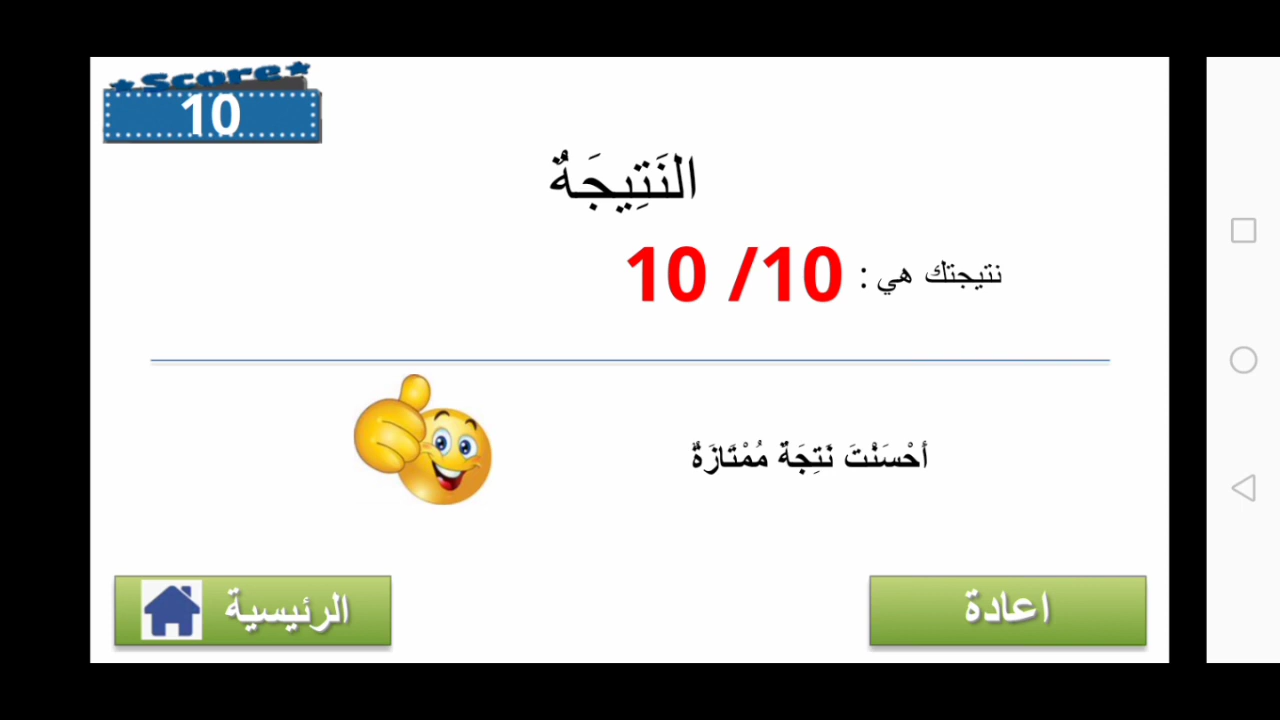 Score
10
النَتِيجَةُ
نتيجتك هي : 10/ 10
أَحْسَنْتَ نَتِجَةٌ مُمْتَازَةٌ
الرئيسية
اعادة